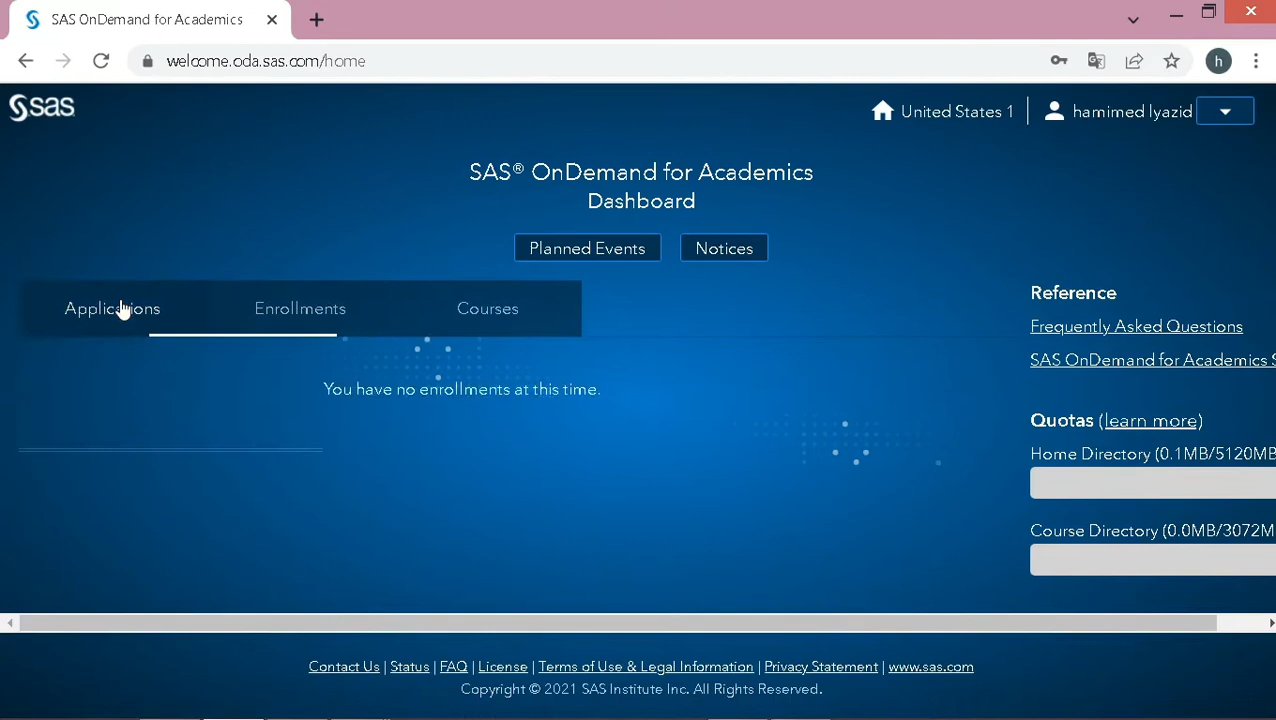 SAS OnDemand for Academics
welcome.oda.sas.com/home
h
sas
United States 1
hamimed lyazid
SAS® OnDemand for Academics
Dashboard
Planned Events
Notices
Applications
Enrollments
Courses
You have no enrollments at this time.
Reference
Frequently Asked Questions
SAS OnDemand for Academics S
Quotas (learn more)
Home Directory (0.1MB/5120MB
Course Directory (0.0MB/3072M
Contact Us | Status | FAQ | License | Terms of Use & Legal Information | Privacy Statement | www.sas.com
Copyright © 2021 SAS Institute Inc. All Rights Reserved.